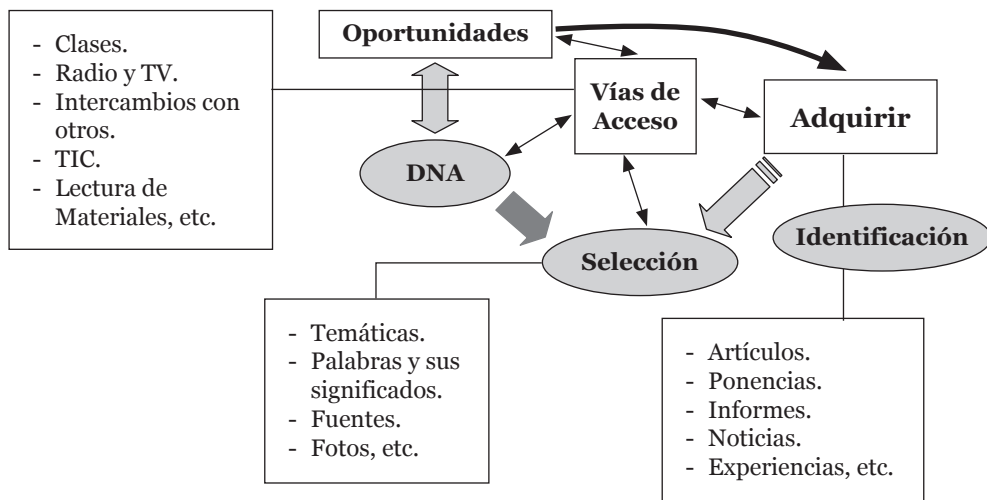 - Clases.
- Radio y TV.
- Intercambios con
otros.
- TIC.
- Lectura de
Materiales, etc.
Oportunidades
Vías de
Acceso
Adquirir
DNA
Selección
Identificación
- Temáticas.
- Palabras y sus
significados.
- Fuentes.
- Fotos, etc.
- Artículos.
- Ponencias.
- Informes.
- Noticias.
- Experiencias, etc.